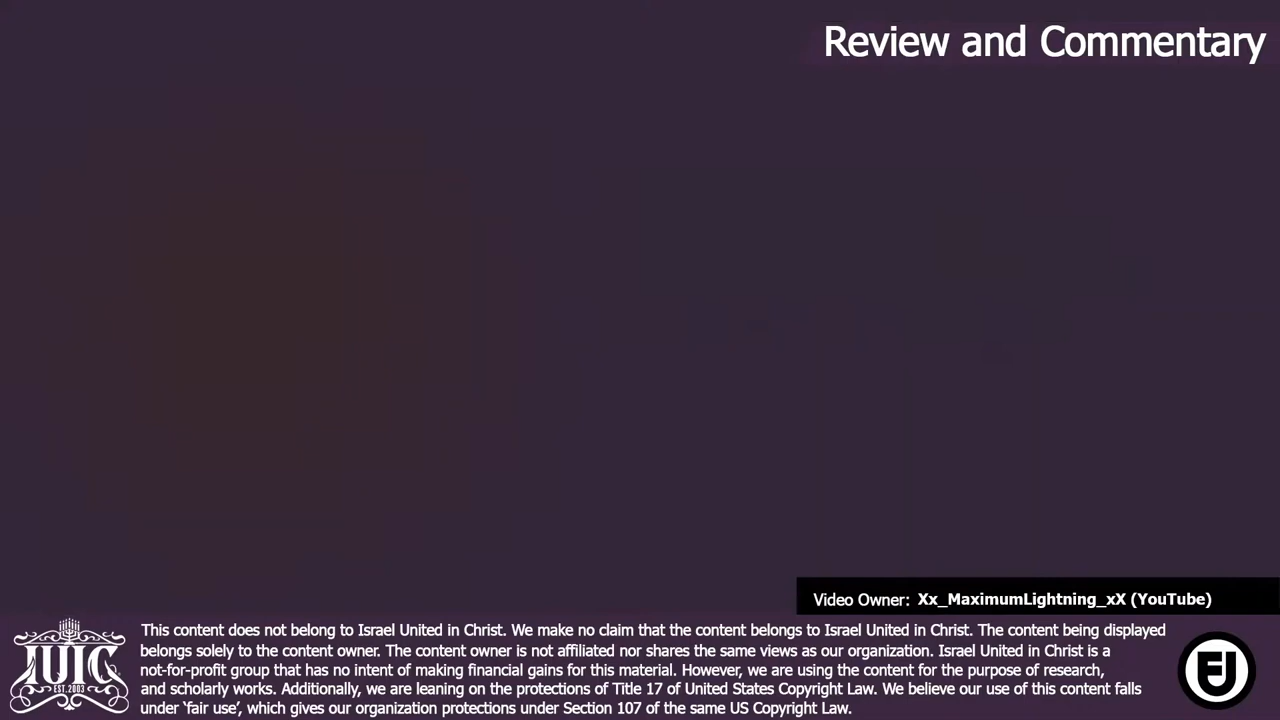 Review and Commentary
Video Owner: Xx_MaximumLightning_xX (YouTube)
This content does not belong to Israel United in Christ. We make no claim that the content belongs to Israel United in Christ. The content being displayed
belongs solely to the content owner. The content owner is not affiliated nor shares the same views as our organization. Israel United in Christ is a
not-for-profit group that has no intent of making financial gains for this material. However, we are using the content for the purpose of research,
and scholarly works. Additionally, we are leaning on the protections of Title 17 of United States Copyright Law. We believe our use of this content falls
under ‘fair use’, which gives our organization protections under Section 107 of the same US Copyright Law.
IUIC
EST.2003